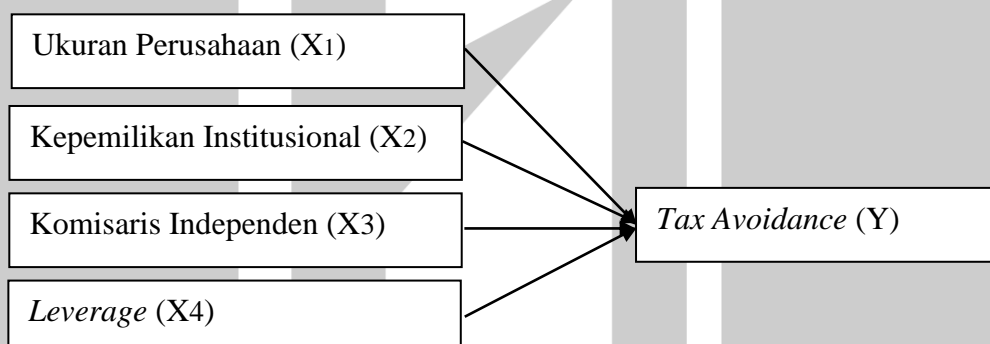 Ukuran Perusahaan (X1)
Kepemilikan Institusional (X2)
Komisaris Independen (X3)
Tax Avoidance (Y)
Leverage (X4)